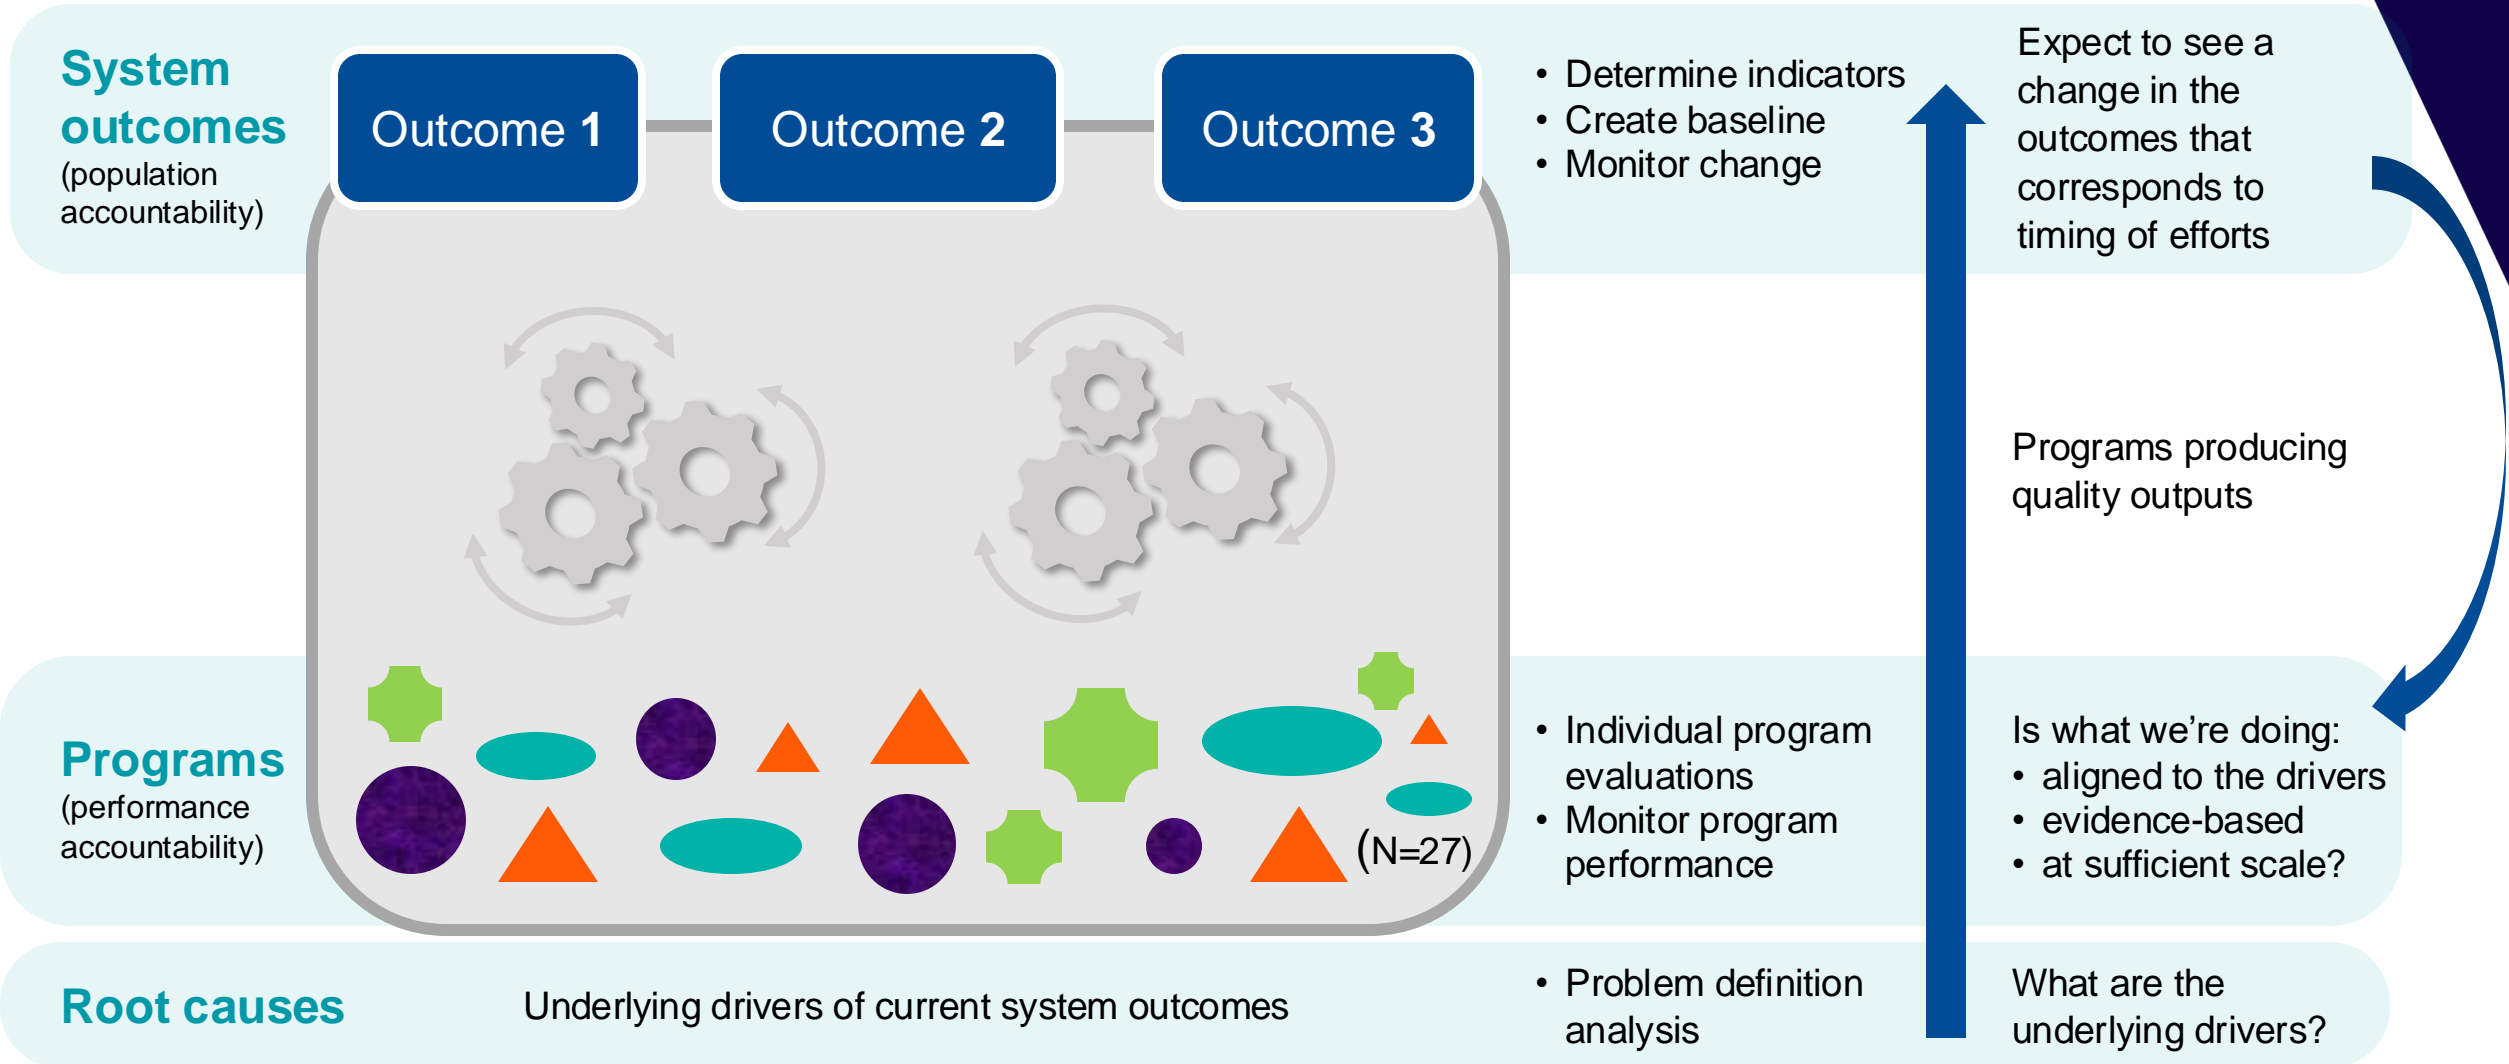 System
outcomes
(population
accountability)
Outcome 1
Outcome 2
Outcome 3
• Determine indicators
• Create baseline
• Monitor change
Expect to see a
change in the
outcomes that
corresponds to
timing of efforts
Programs producing
quality outputs
Programs
(performance
accountability)
(N=27)
• Individual program
evaluations
• Monitor program
performance
Is what we’re doing:
• aligned to the drivers
• evidence-based
• at sufficient scale?
Root causes
Underlying drivers of current system outcomes
• Problem definition
analysis
What are the
underlying drivers?